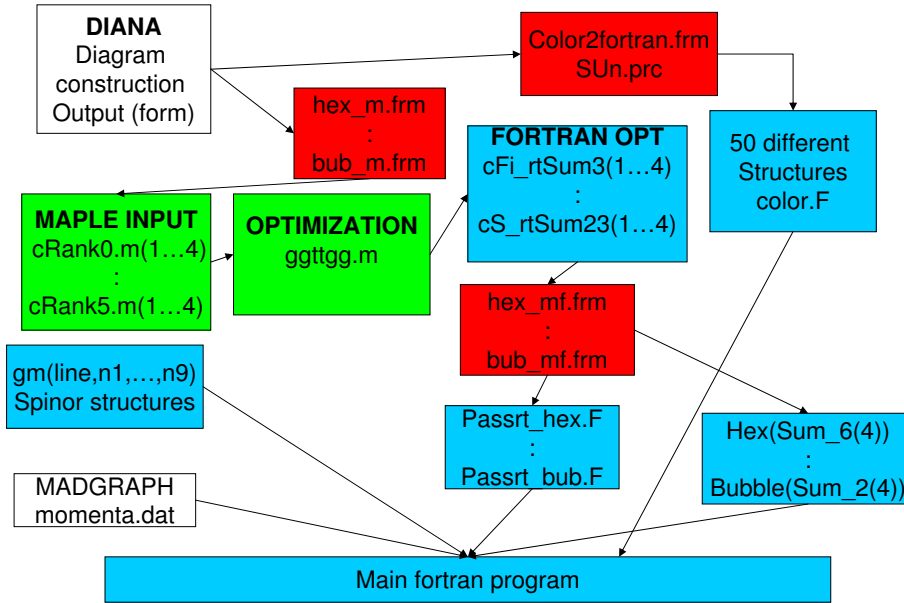 DIANA
Diagram
construction
Output (form)
Color2fortran.frm
SUn.prc
hex_m.frm
:
bub_m.frm
FORTRAN OPT
cFi_rtSum3(1…4)
:
cS_rtSum23(1…4)
50 different
Structures
color.F
MAPLE INPUT
cRank0.m(1…4)
:
cRank5.m(1…4)
OPTIMIZATION
ggttgg.m
hex_mf.frm
:
bub_mf.frm
gm(line,n1,…,n9)
Spinor structures
Passrt_hex.F
:
Passrt_bub.F
Hex(Sum_6(4))
:
Bubble(Sum_2(4))
MADGRAPH
momenta.dat
Main fortran program